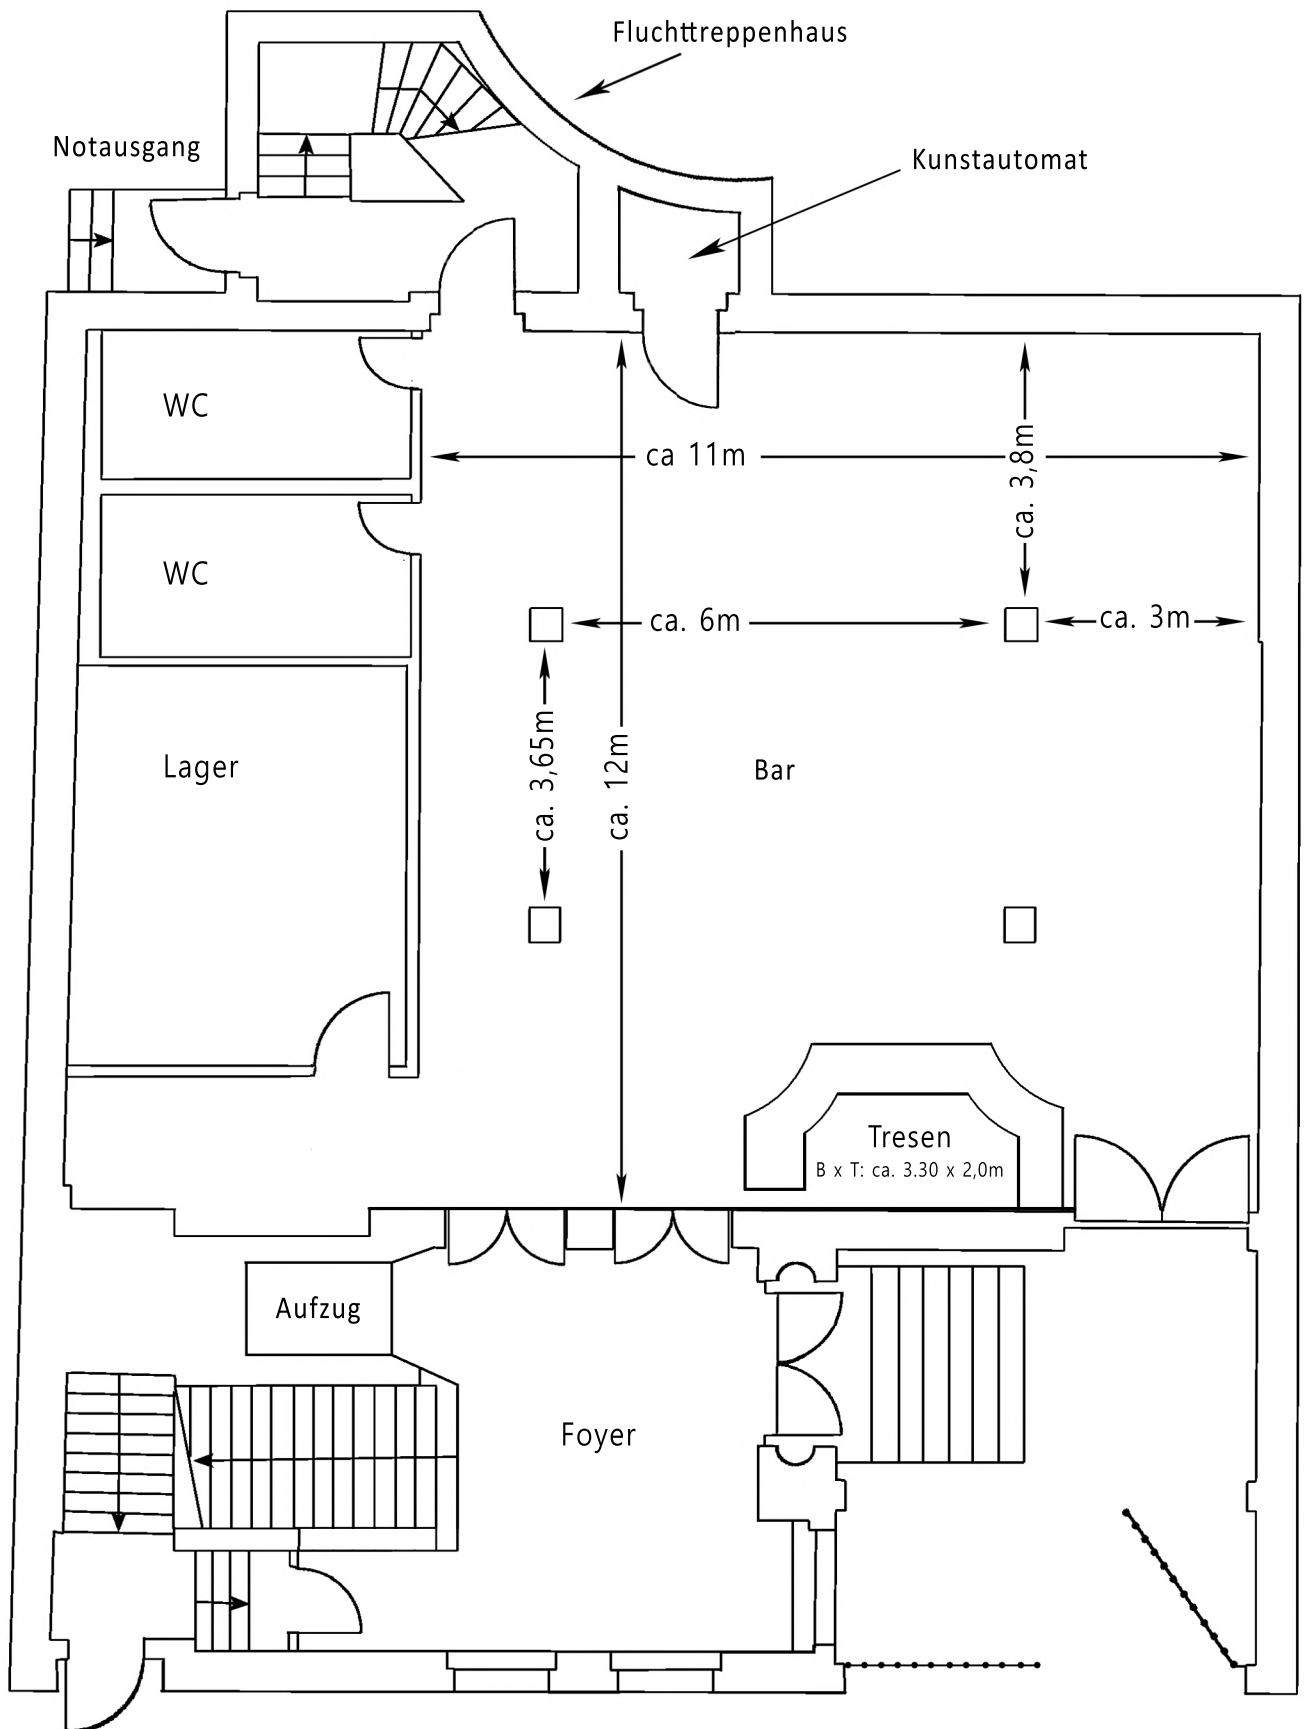 Fluchttreppenhaus
Notausgang
Kunstautomat
WC
ca 11m
ca. 3,8m
WC
ca. 6m
ca. 3m
Lager
ca. 3,65m
ca. 12m
Bar
Tresen
B x T: ca. 3.30 x 2,0m
Aufzug
Foyer